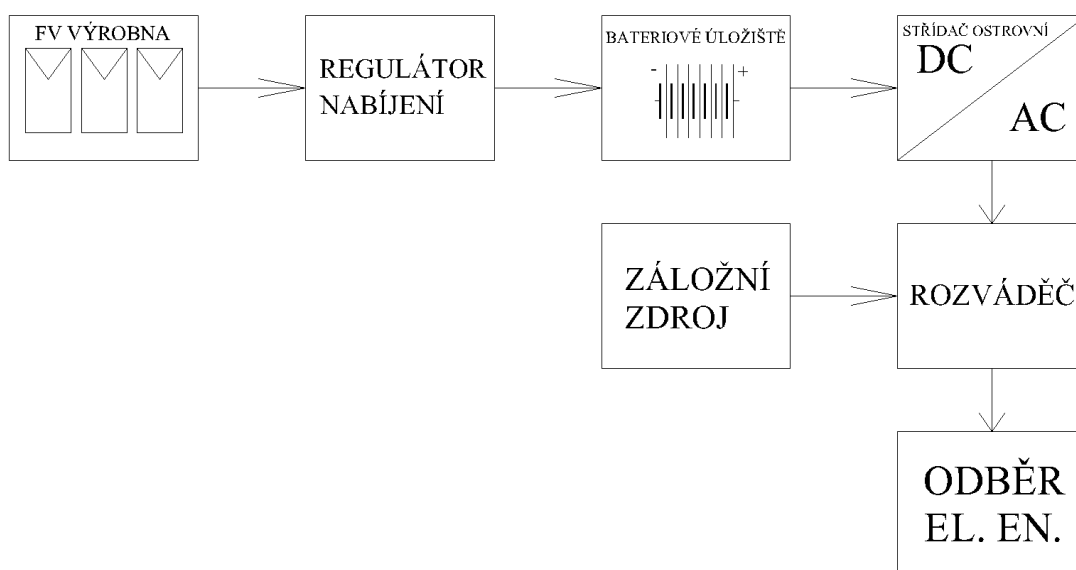 FV VÝROBNA
REGULÁTOR
NABÍJENÍ
BATERIOVÉ ÚLOŽIŠTĚ
- +
STŘÍDAČ OSTROVNÍ
DC
AC
ZÁLOŽNÍ
ZDROJ
ROZVÁDĚČ
ODBĚR
EL. EN.